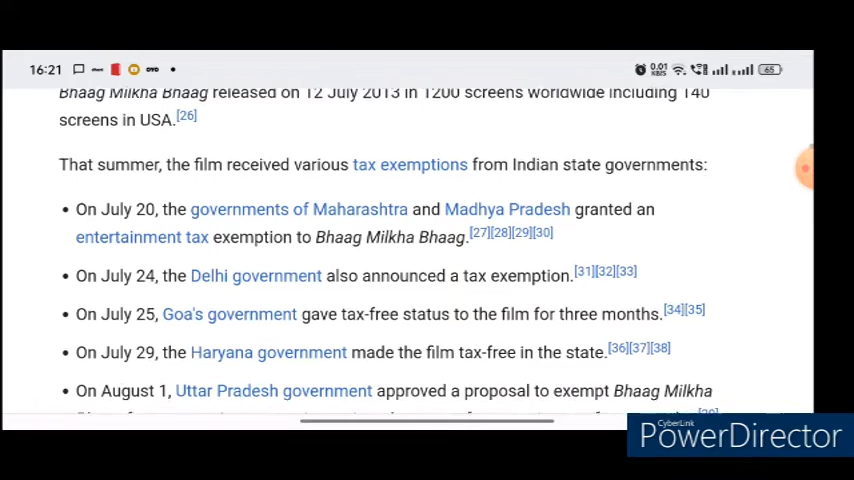 16:21
0.01 KB/S
65
Bhaag Milkha Bhaag released on 12 July 2013 in 1200 screens worldwide including 140
screens in USA.[26]
That summer, the film received various tax exemptions from Indian state governments:
• On July 20, the governments of Maharashtra and Madhya Pradesh granted an
entertainment tax exemption to Bhaag Milkha Bhaag.[27][28][29][30]
• On July 24, the Delhi government also announced a tax exemption.[31][32][33]
• On July 25, Goa's government gave tax-free status to the film for three months.[34][35]
• On July 29, the Haryana government made the film tax-free in the state.[36][37][38]
• On August 1, Uttar Pradesh government approved a proposal to exempt Bhaag Milkha
CyberLink
PowerDirector